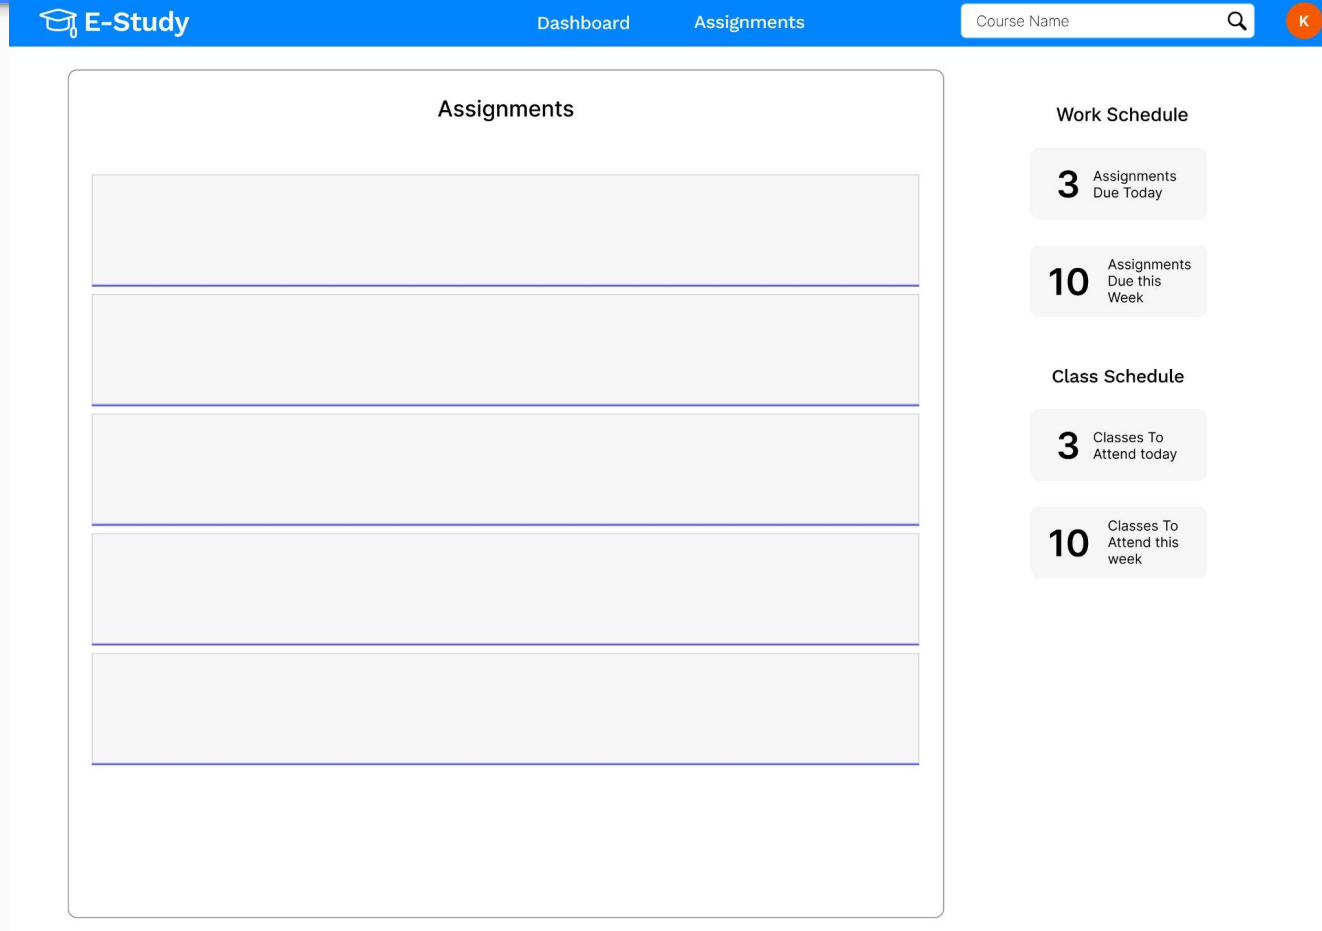 E-Study
Dashboard
Assignments
Course Name
K
Assignments
Work Schedule
3
Assignments
Due Today
10
Assignments
Due this
Week
Class Schedule
3
Classes To
Attend today
10
Classes To
Attend this
week